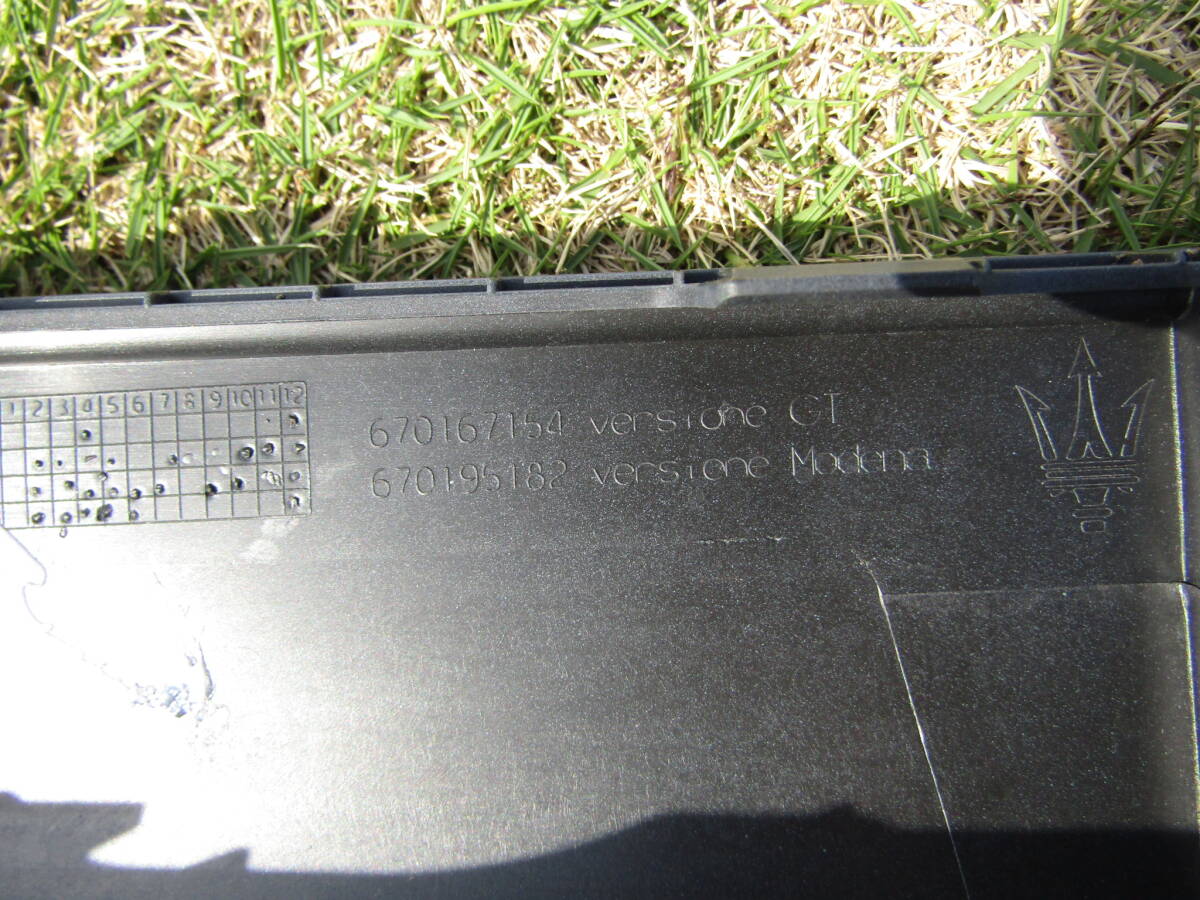 1 2 3 4 5 6 7 8 9 10 11 12
670167154 versione GT
670195182 versione Modena